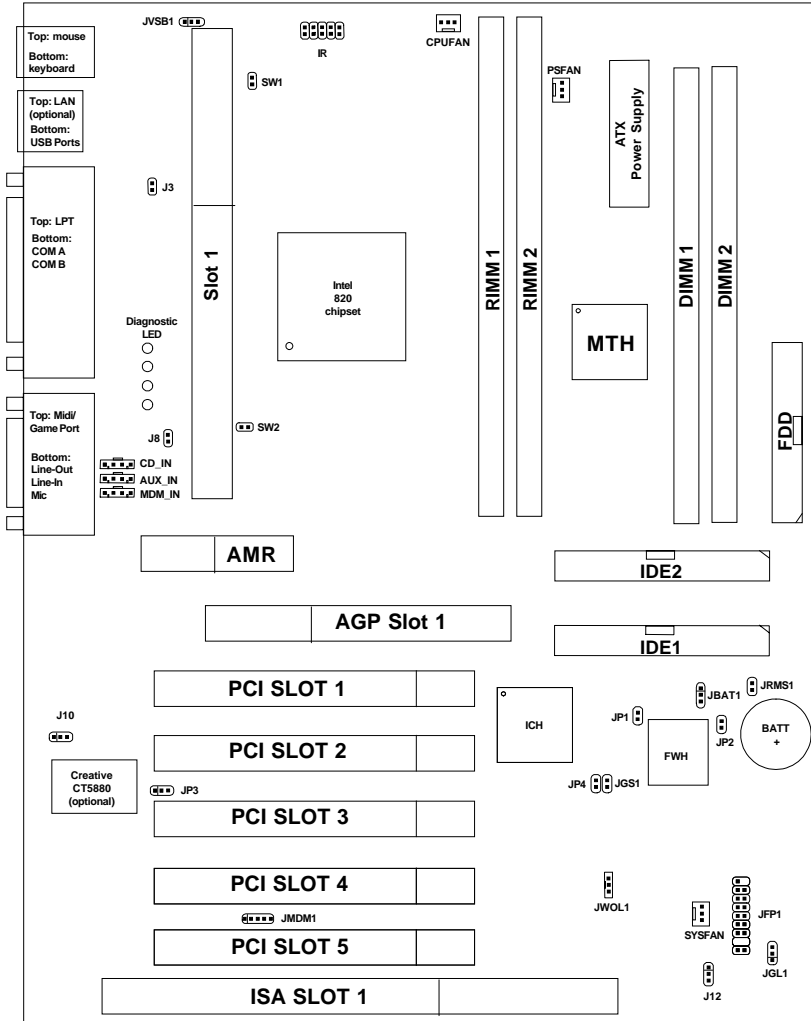 JVSB1
IR
CPUFAN
PSFAN
SW1
Top: mouse
Bottom:
keyboard
Top: LAN
(optional)
Bottom:
USB Ports
J3
Top: LPT
Bottom:
COM A
COM B
Slot 1
Intel
820
chipset
RIMM 1
RIMM 2
ATX
Power Supply
MTH
DIMM 1
DIMM 2
FDD
Diagnostic
LED
Top: Midi/
Game Port
Bottom:
Line-Out
Line-In
Mic
J8
SW2
CD_IN
AUX_IN
MDM_IN
AMR
IDE2
AGP Slot 1
IDE1
PCI SLOT 1
ICH
JP1
JBAT1
JRMS1
JP2
BATT
+
FWH
J10
PCI SLOT 2
Creative
CT5880
(optional)
JP3
JP4
JGS1
PCI SLOT 3
PCI SLOT 4
JWOL1
JMDM1
SYSFAN
JFP1
PCI SLOT 5
JGL1
J12
ISA SLOT 1